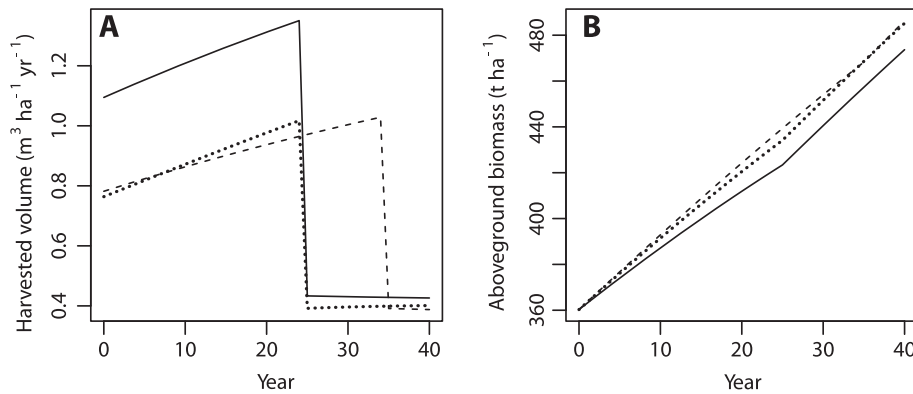 A
Harvested volume (m³ ha⁻¹ yr⁻¹)
1.2
1.0
0.8
0.6
0.4
0 10 20 30 40
Year
B
Aboveground biomass (t ha⁻¹)
480
440
400
360
0 10 20 30 40
Year